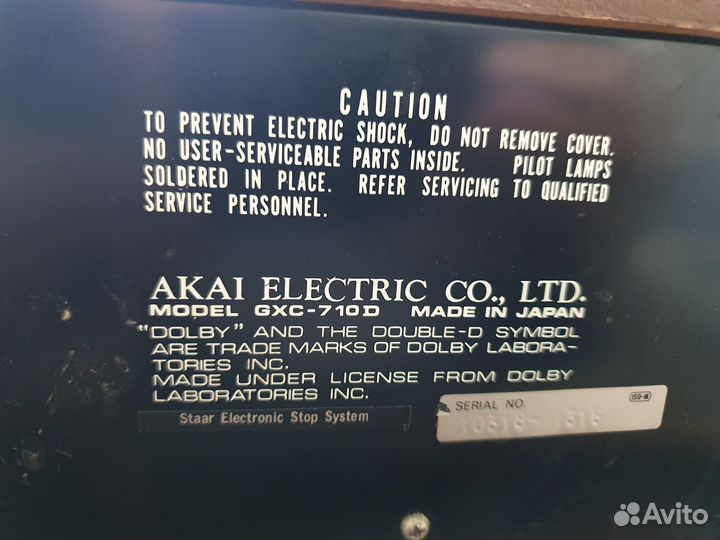 CAUTION
TO PREVENT ELECTRIC SHOCK, DO NOT REMOVE COVER.
NO USER-SERVICEABLE PARTS INSIDE. PILOT LAMPS
SOLDERED IN PLACE. REFER SERVICING TO QUALIFIED
SERVICE PERSONNEL.
AKAI ELECTRIC CO., LTD.
MODEL GXC-710D MADE IN JAPAN
"DOLBY" AND THE DOUBLE-D SYMBOL
ARE TRADE MARKS OF DOLBY LABORA-
TORIES INC.
MADE UNDER LICENSE FROM DOLBY
LABORATORIES INC.
Staar Electronic Stop System
SERIAL NO.
ISO-M
Avito